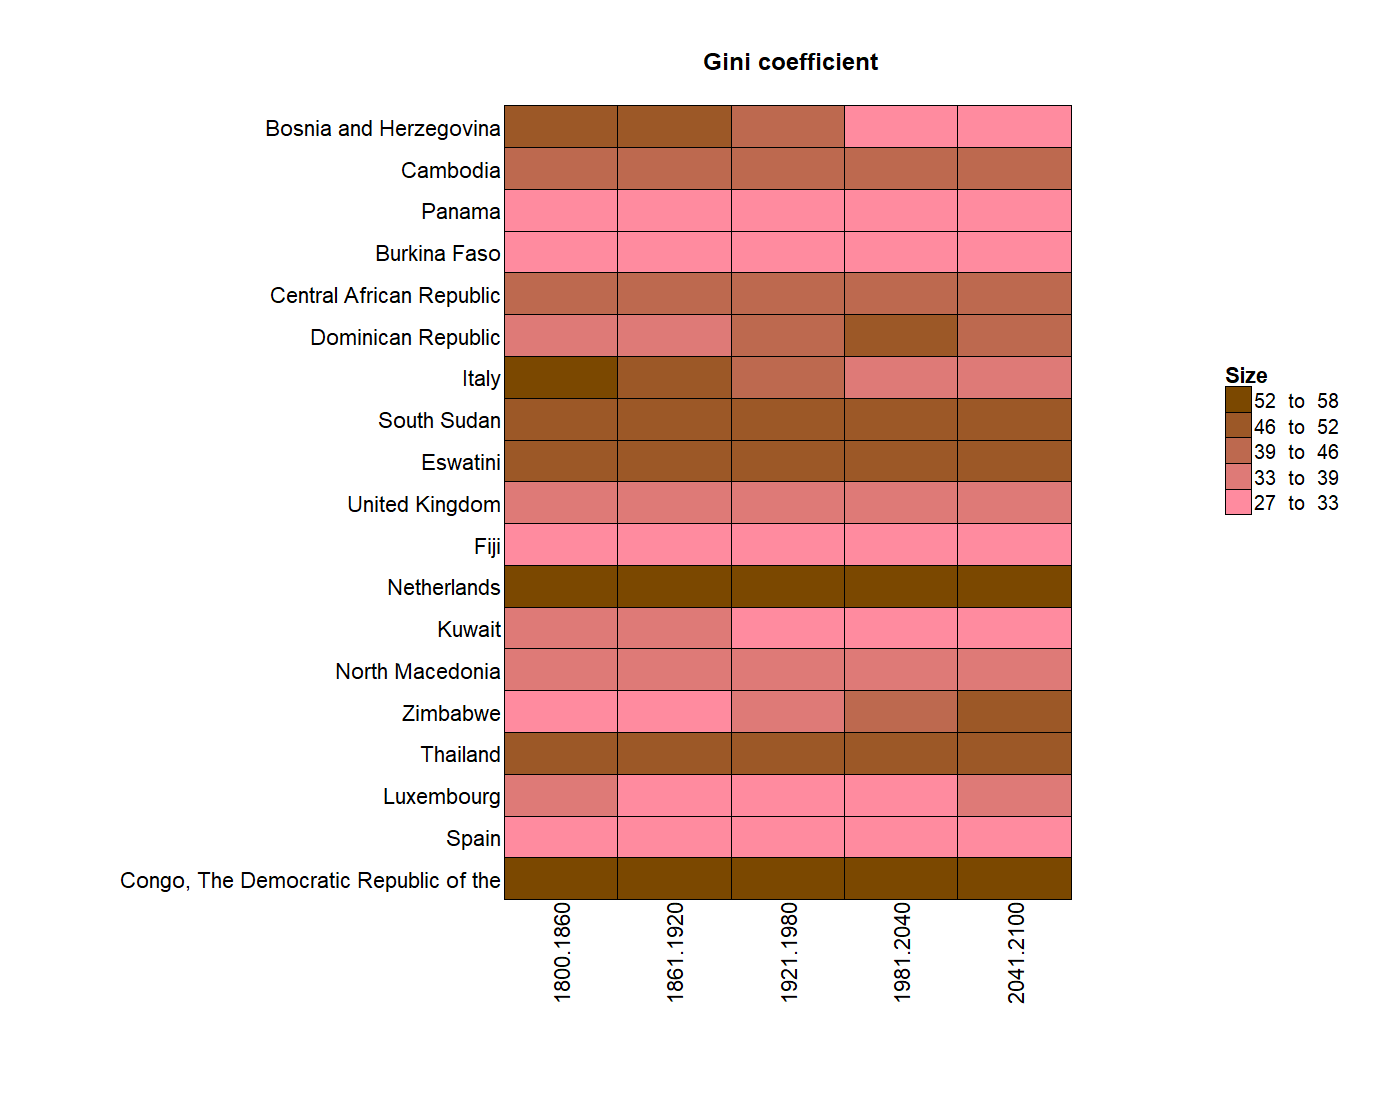 Gini coefficient
Bosnia and Herzegovina
Cambodia
Panama
Burkina Faso
Central African Republic
Dominican Republic
Italy
South Sudan
Eswatini
United Kingdom
Fiji
Netherlands
Kuwait
North Macedonia
Zimbabwe
Thailand
Luxembourg
Spain
Congo, The Democratic Republic of the
1800.1860
1861.1920
1921.1980
1981.2040
2041.2100
Size
52 to 58
46 to 52
39 to 46
33 to 39
27 to 33